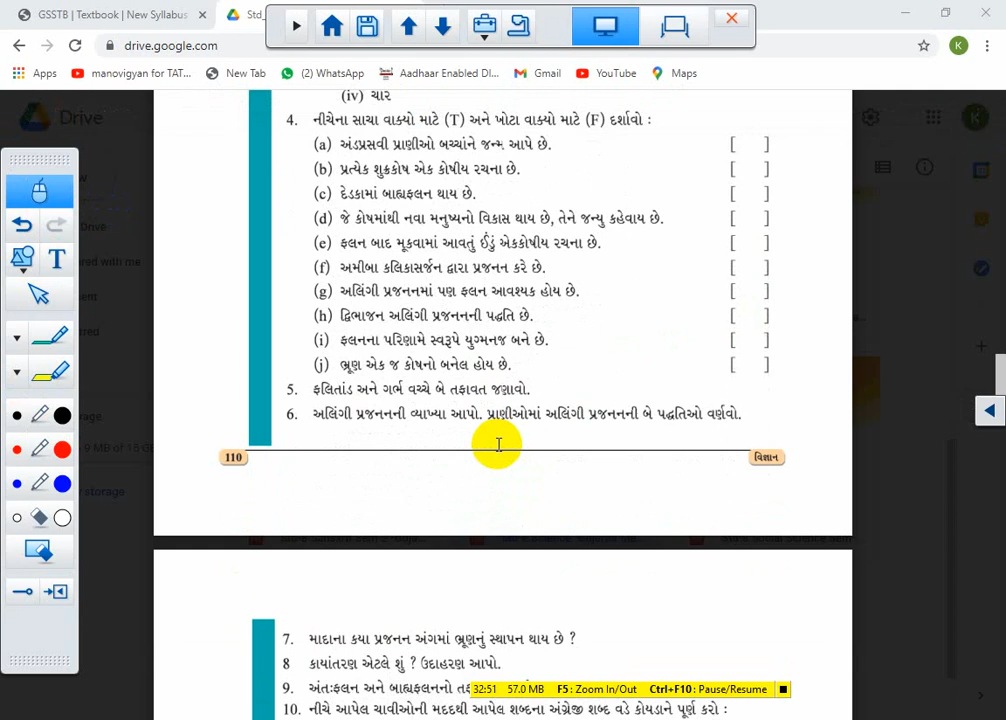 GSSTB | Textbook | New Syllabus
Std_
drive.google.com
Apps
manovigyan for TAT...
New Tab
(2) WhatsApp
Aadhaar Enabled DI...
Gmail
YouTube
Maps
Drive
K
(iv) ચાર
4. નીચેના સાચા વાક્યો માટે (T) અને ખોટા વાક્યો માટે (F) દર્શાવો :
(a) અંડપ્રસવી પ્રાણીઓ બચ્ચાંને જન્મ આપે છે. [ ]
(b) પ્રત્યેક શુક્રકોષ એક કોષીય રચના છે. [ ]
(c) દેડકામાં બાહ્યફલન થાય છે. [ ]
(d) જે કોષમાંથી નવા મનુષ્યનો વિકાસ થાય છે, તેને જન્યુ કહેવાય છે. [ ]
(e) ફલન બાદ મૂકવામાં આવતું ઈંડું એકકોષીય રચના છે. [ ]
(f) અમીબા કલિકાસર્જન દ્વારા પ્રજનન કરે છે. [ ]
(g) અલિંગી પ્રજનનમાં પણ ફલન આવશ્યક હોય છે. [ ]
(h) દ્વિભાજન અલિંગી પ્રજનનની પદ્ધતિ છે. [ ]
(i) ફલનના પરિણામે સ્વરૂપે યુગ્મનજ બને છે. [ ]
(j) ભ્રૂણ એક જ કોષનો બનેલ હોય છે. [ ]
5. ફલિતાંડ અને ગર્ભ વચ્ચે બે તફાવત જણાવો.
6. અલિંગી પ્રજનનની વ્યાખ્યા આપો. પ્રાણીઓમાં અલિંગી પ્રજનનની બે પદ્ધતિઓ વર્ણવો.
110
વિજ્ઞાન
7. માદાના કયા પ્રજનન અંગમાં ભ્રૂણનું સ્થાપન થાય છે ?
8 કાયાંતરણ એટલે શું ? ઉદાહરણ આપો.
9. અંતઃફલન અને બાહ્યફલનનો
32:51 57.0 MB F5: Zoom In/Out Ctrl+F10: Pause/Resume
10. નીચે આપેલ ચાવીઓની મદદથી આપેલ શબ્દના અંગ્રેજી શબ્દ વડે કોયડાને પૂર્ણ કરો :